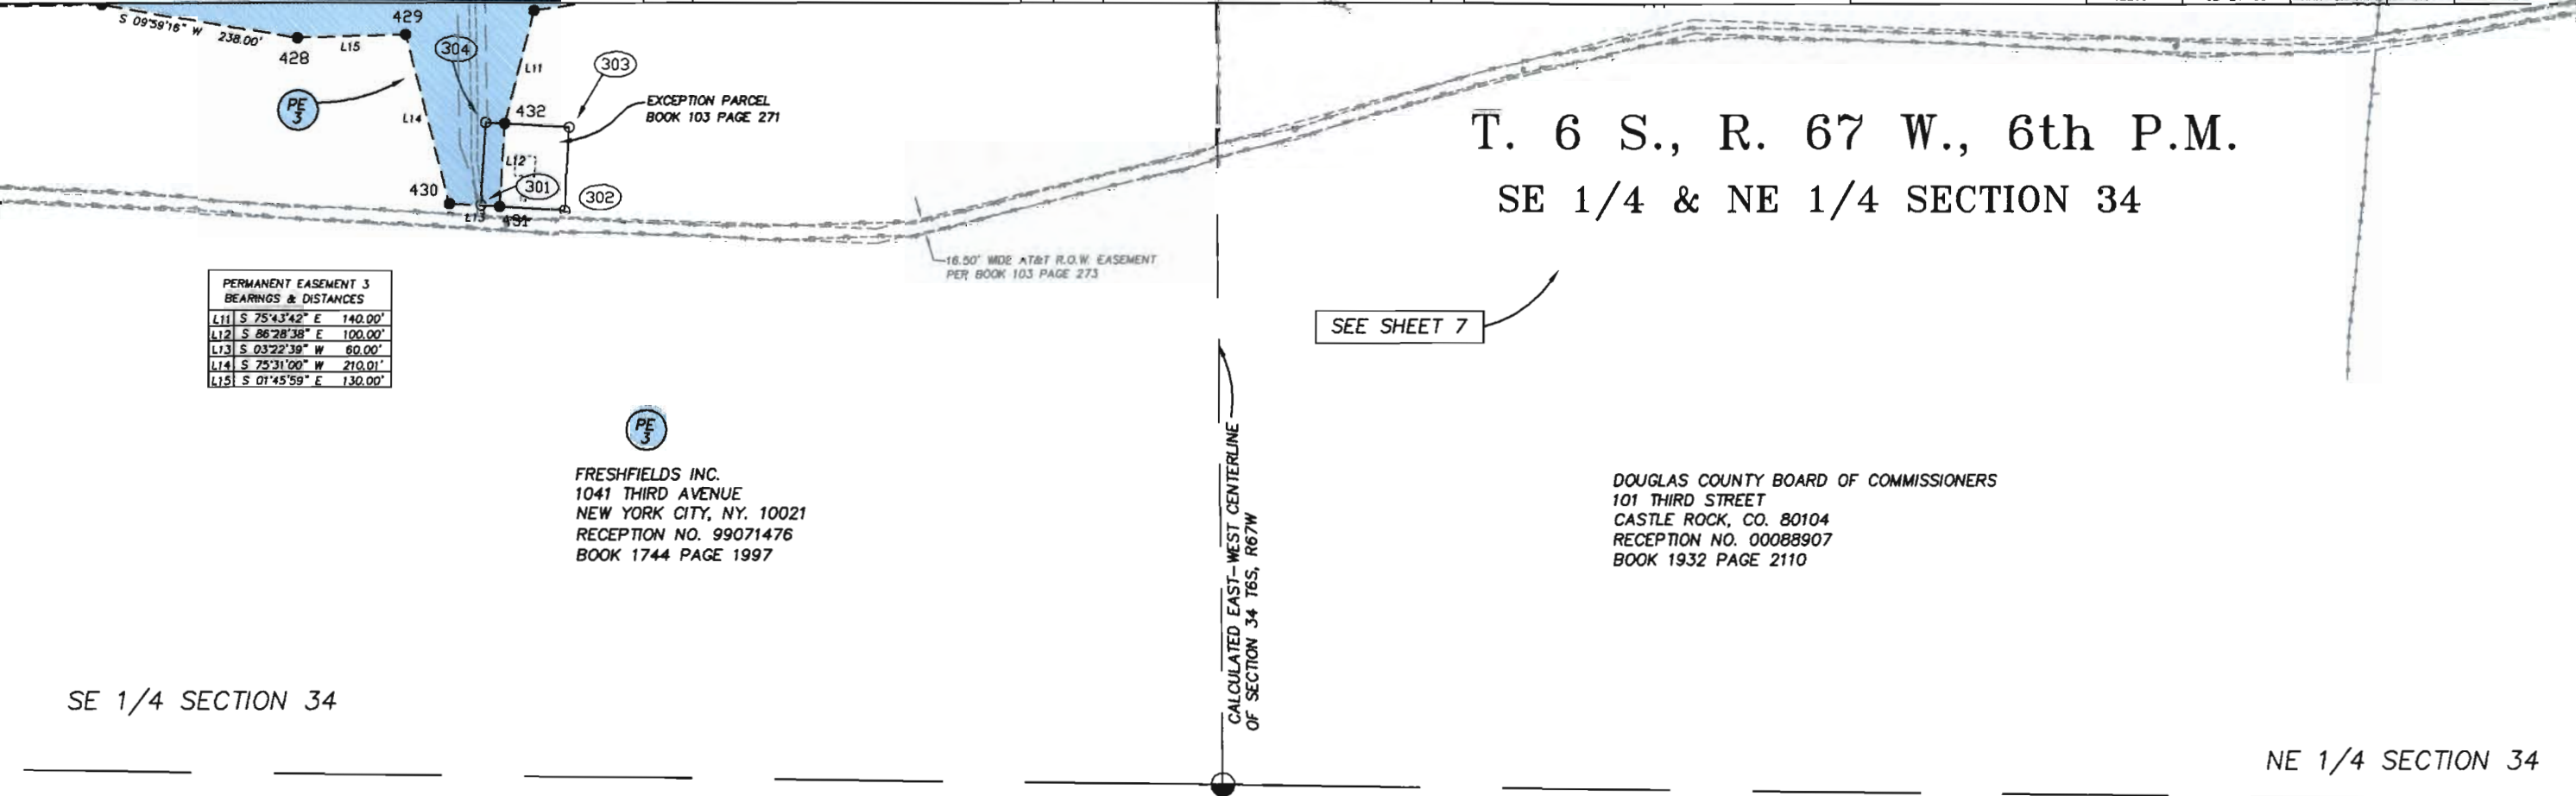 S 09°59'16" W 238.00'
428
L15
429
304
L11
303
PE
3
L14
432
EXCEPTION PARCEL
BOOK 103 PAGE 271
L12
430
301
302
L13
431
T. 6 S., R. 67 W., 6th P.M.
SE 1/4 & NE 1/4 SECTION 34
16.50' WIDE AT&T R.O.W. EASEMENT
PER BOOK 103 PAGE 273
PERMANENT EASEMENT 3
BEARINGS & DISTANCES
L11 S 75°43'42" E 140.00'
L12 S 86°28'38" E 100.00'
L13 S 03°22'39" W 60.00'
L14 S 75°31'00" W 210.01'
L15 S 01°45'59" E 130.00'
SEE SHEET 7
PE
3
FRESHFIELDS INC.
1041 THIRD AVENUE
NEW YORK CITY, NY. 10021
RECEPTION NO. 99071476
BOOK 1744 PAGE 1997
CALCULATED EAST-WEST CENTERLINE
OF SECTION 34 T6S, R67W
DOUGLAS COUNTY BOARD OF COMMISSIONERS
101 THIRD STREET
CASTLE ROCK, CO. 80104
RECEPTION NO. 00088907
BOOK 1932 PAGE 2110
SE 1/4 SECTION 34
NE 1/4 SECTION 34